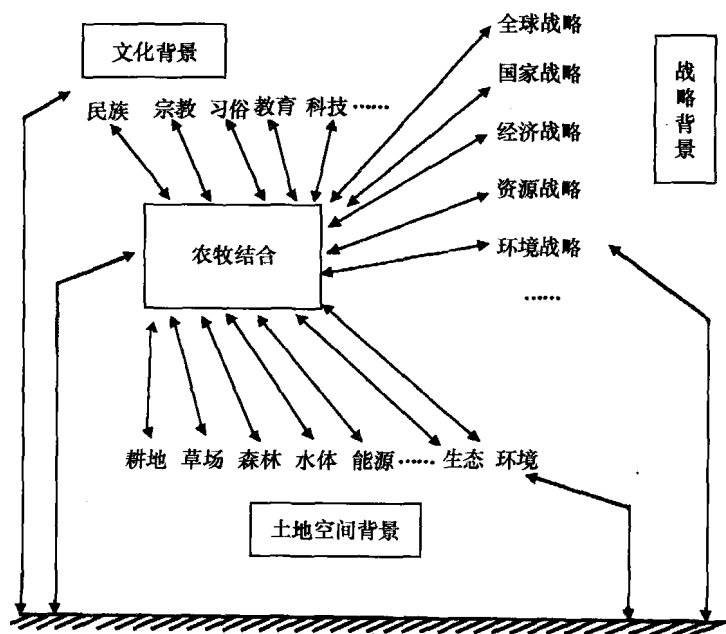 文化背景
民族 宗教 习俗 教育 科技 ……
全球战略
国家战略
经济战略
资源战略
环境战略
……
战略背景
农牧结合
耕地 草场 森林 水体 能源 …… 生态 环境
土地空间背景